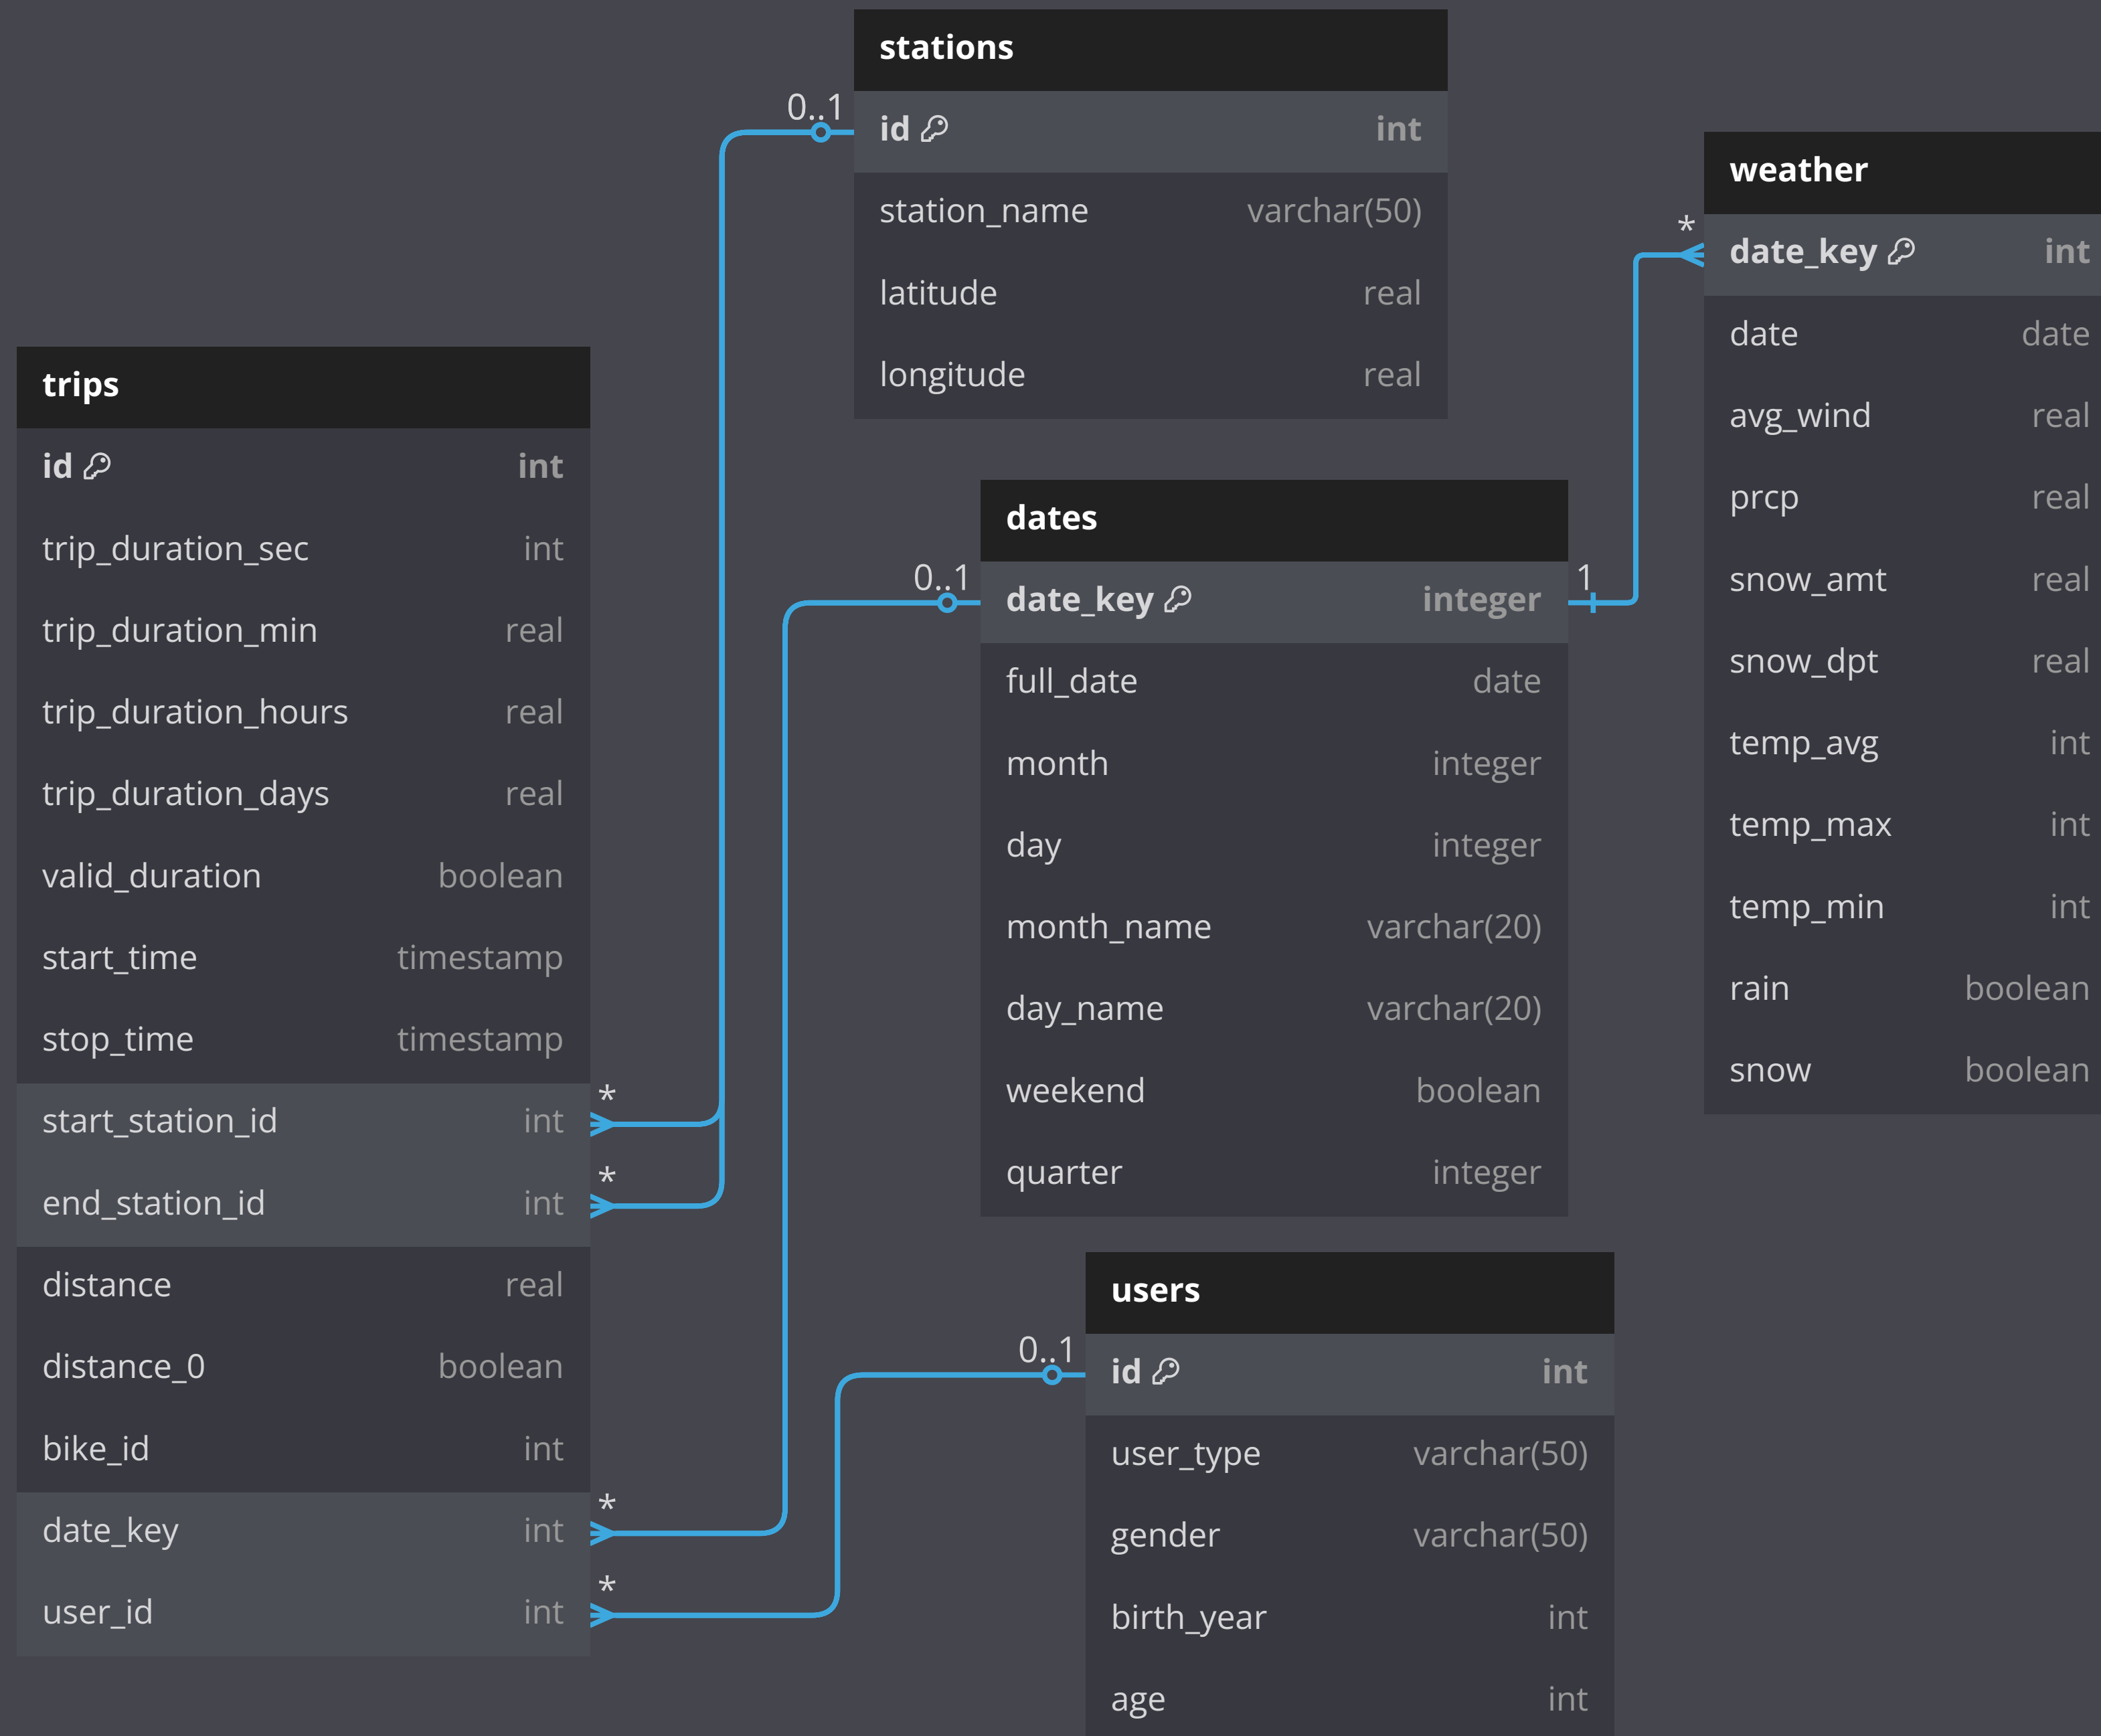 stations
0..1
id int
station_name varchar(50)
latitude real
longitude real
weather
*
date_key int
date date
avg_wind real
prcp real
snow_amt real
snow_dpt real
temp_avg int
temp_max int
temp_min int
rain boolean
snow boolean
trips
id int
trip_duration_sec int
trip_duration_min real
trip_duration_hours real
trip_duration_days real
valid_duration boolean
start_time timestamp
stop_time timestamp
*
start_station_id int
*
end_station_id int
distance real
distance_0 boolean
bike_id int
*
date_key int
*
user_id int
dates
0..1
1
date_key integer
full_date date
month integer
day integer
month_name varchar(20)
day_name varchar(20)
weekend boolean
quarter integer
users
0..1
id int
user_type varchar(50)
gender varchar(50)
birth_year int
age int